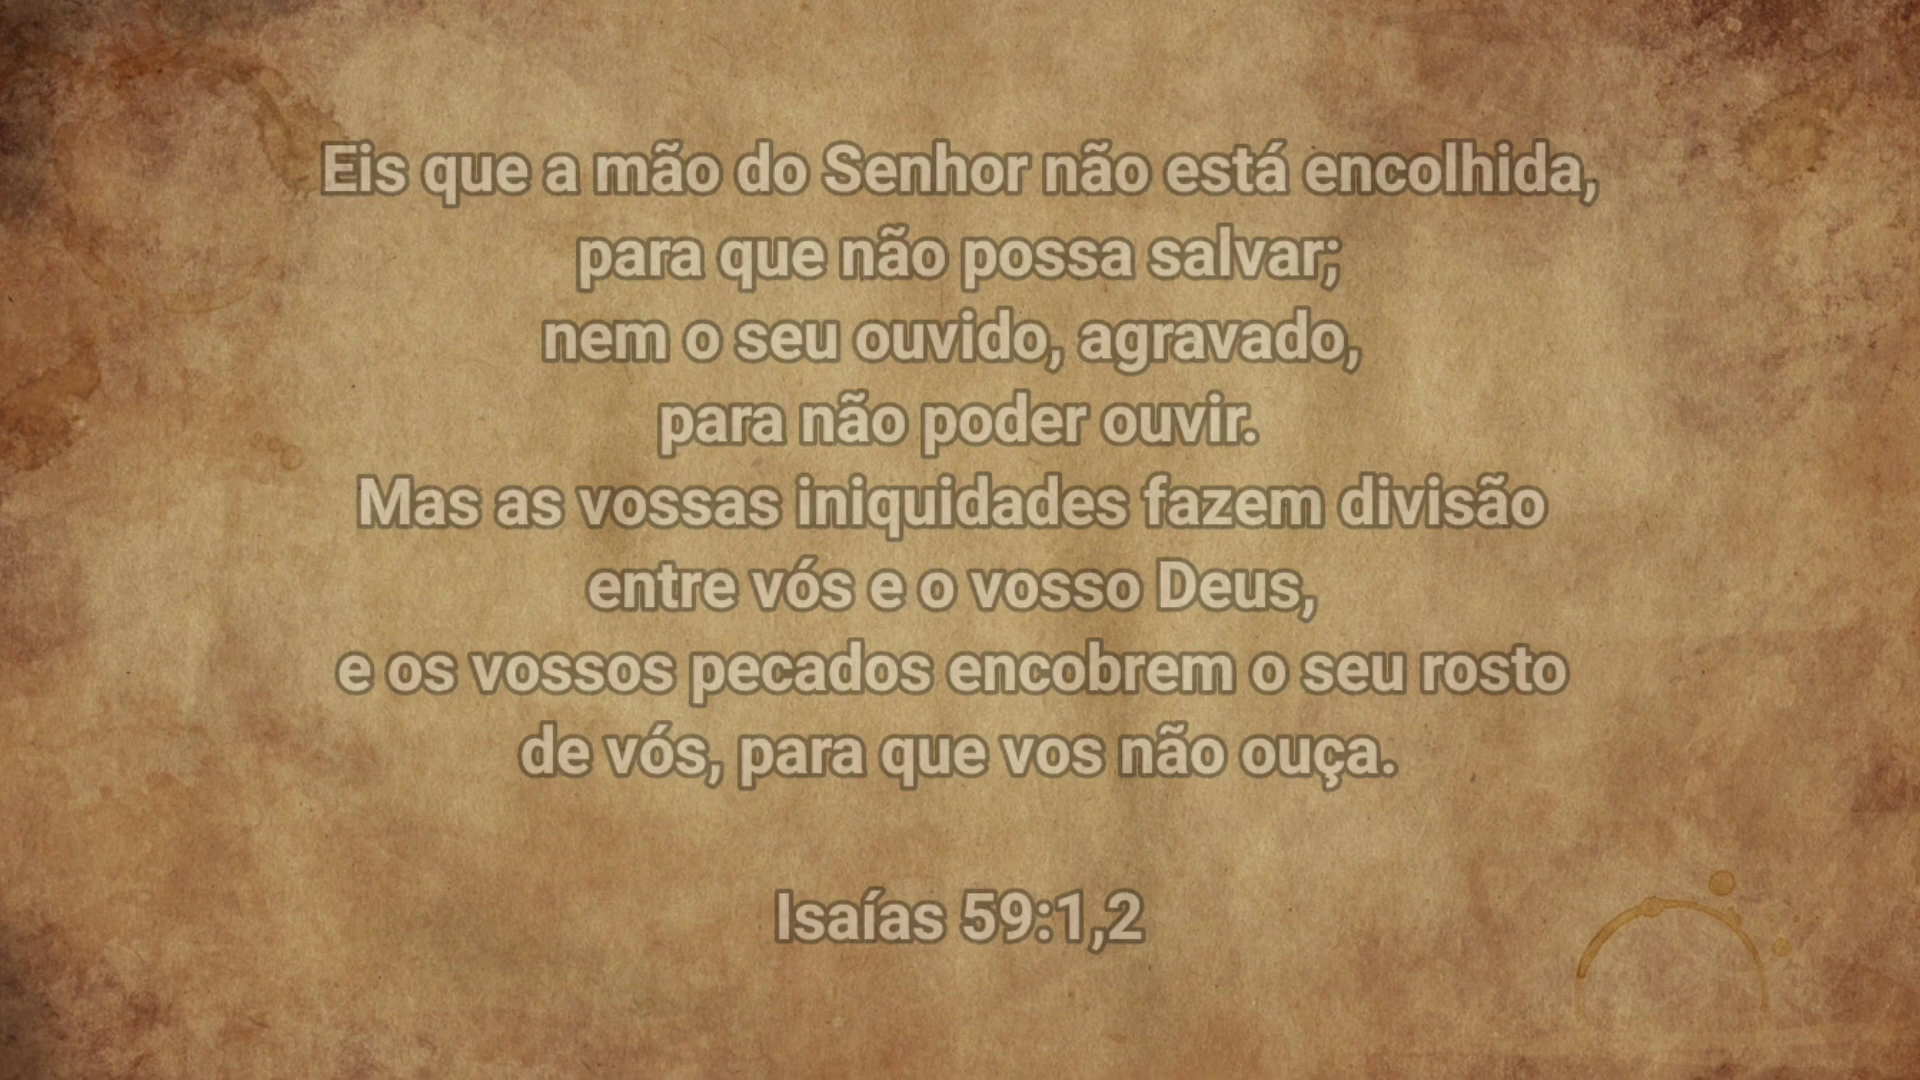 Eis que a mão do Senhor não está encolhida,
para que não possa salvar;
nem o seu ouvido, agravado,
para não poder ouvir.
Mas as vossas iniquidades fazem divisão
entre vós e o vosso Deus,
e os vossos pecados encobrem o seu rosto
de vós, para que vos não ouça.
Isaías 59:1,2